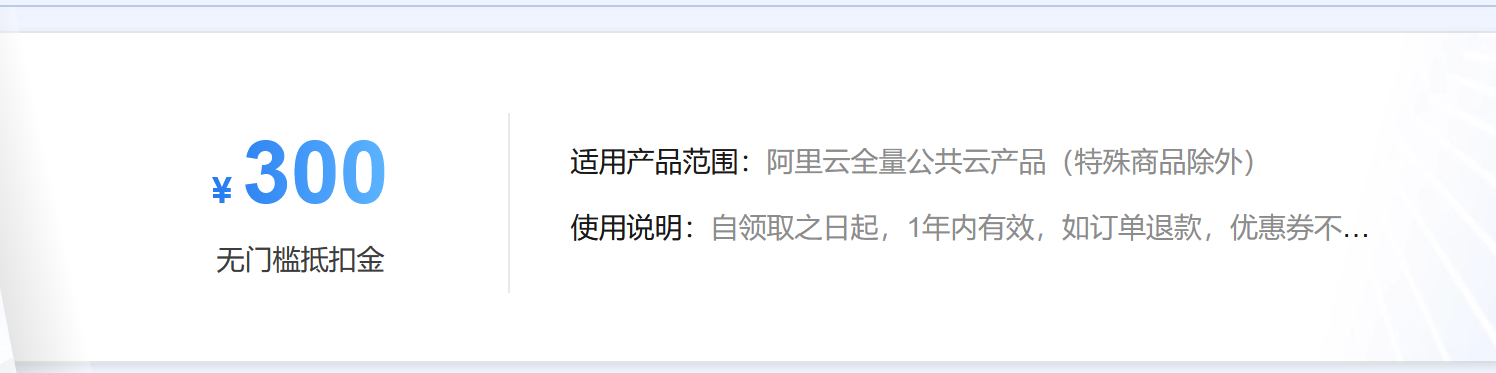 ¥300
无门槛抵扣金
适用产品范围：阿里云全量公共云产品（特殊商品除外）
使用说明：自领取之日起，1年内有效，如订单退款，优惠券不...